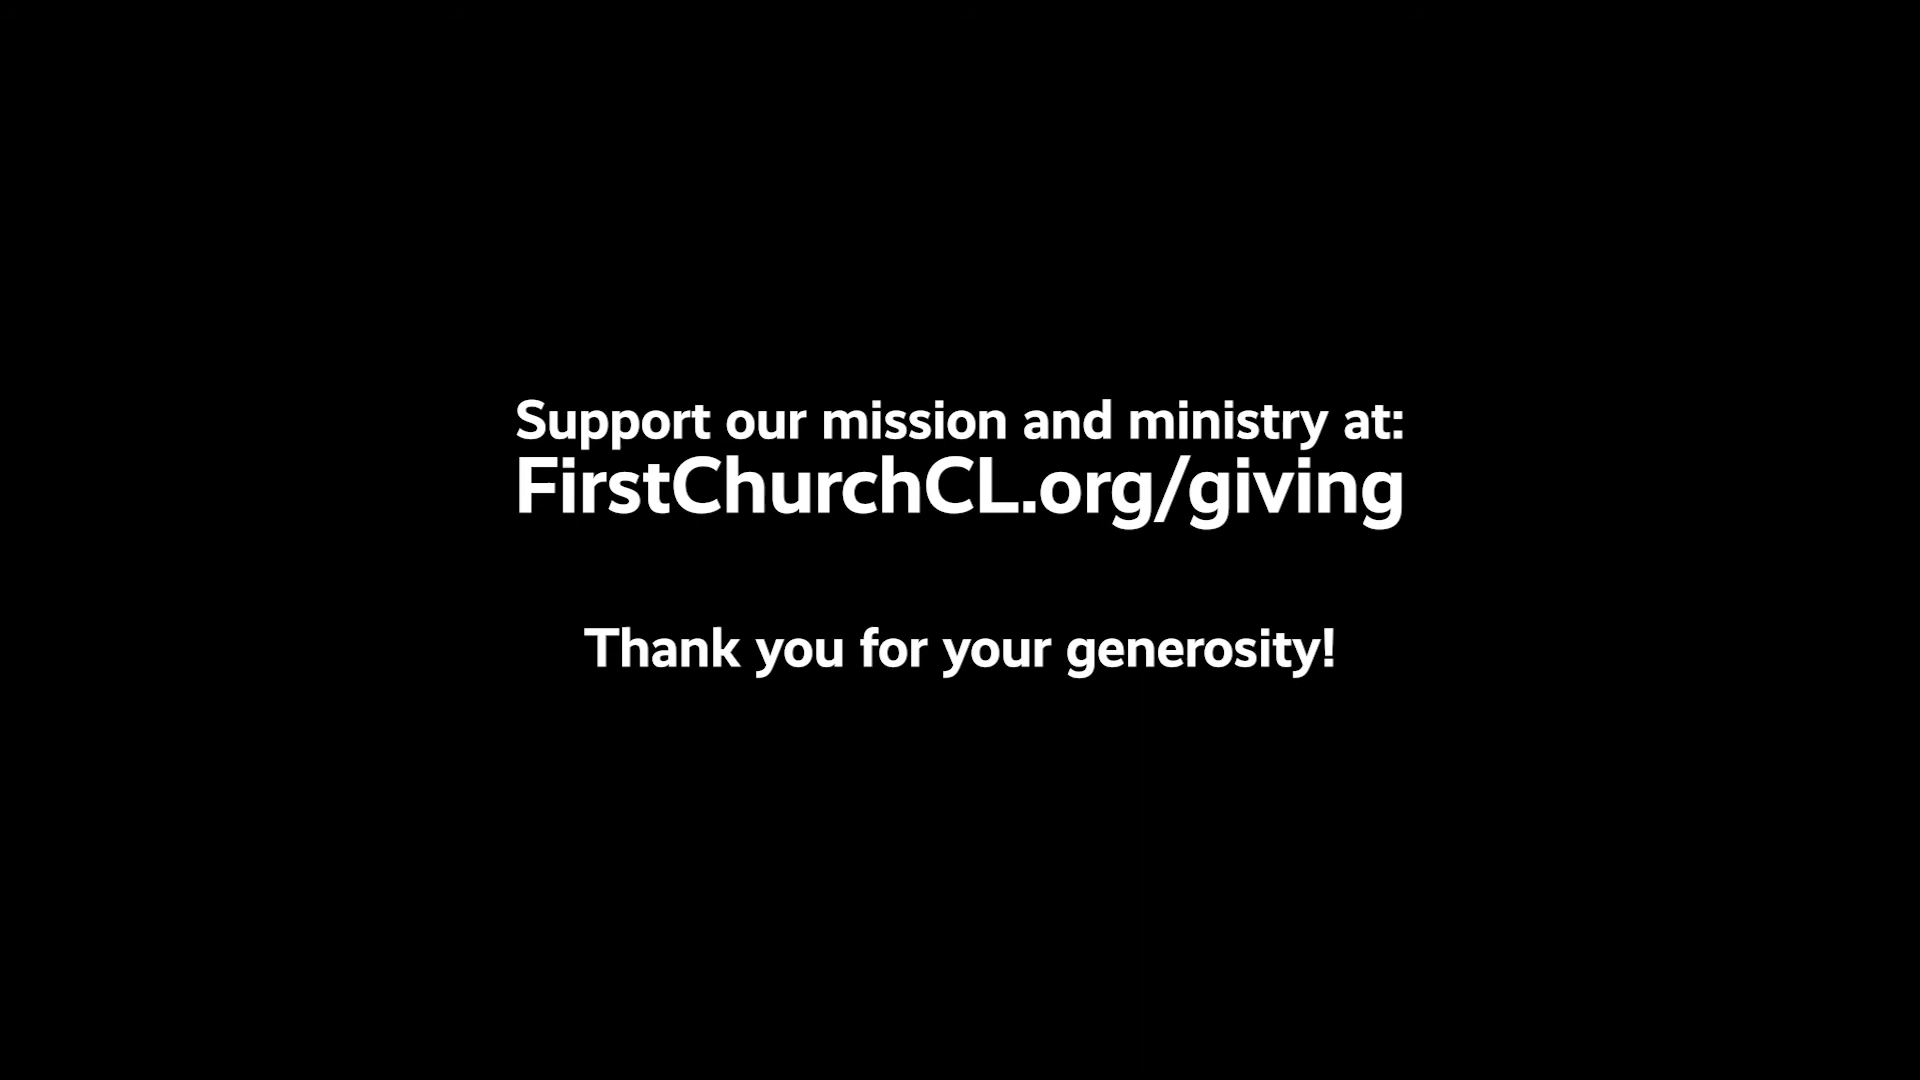 Support our mission and ministry at:
FirstChurchCL.org/giving
Thank you for your generosity!